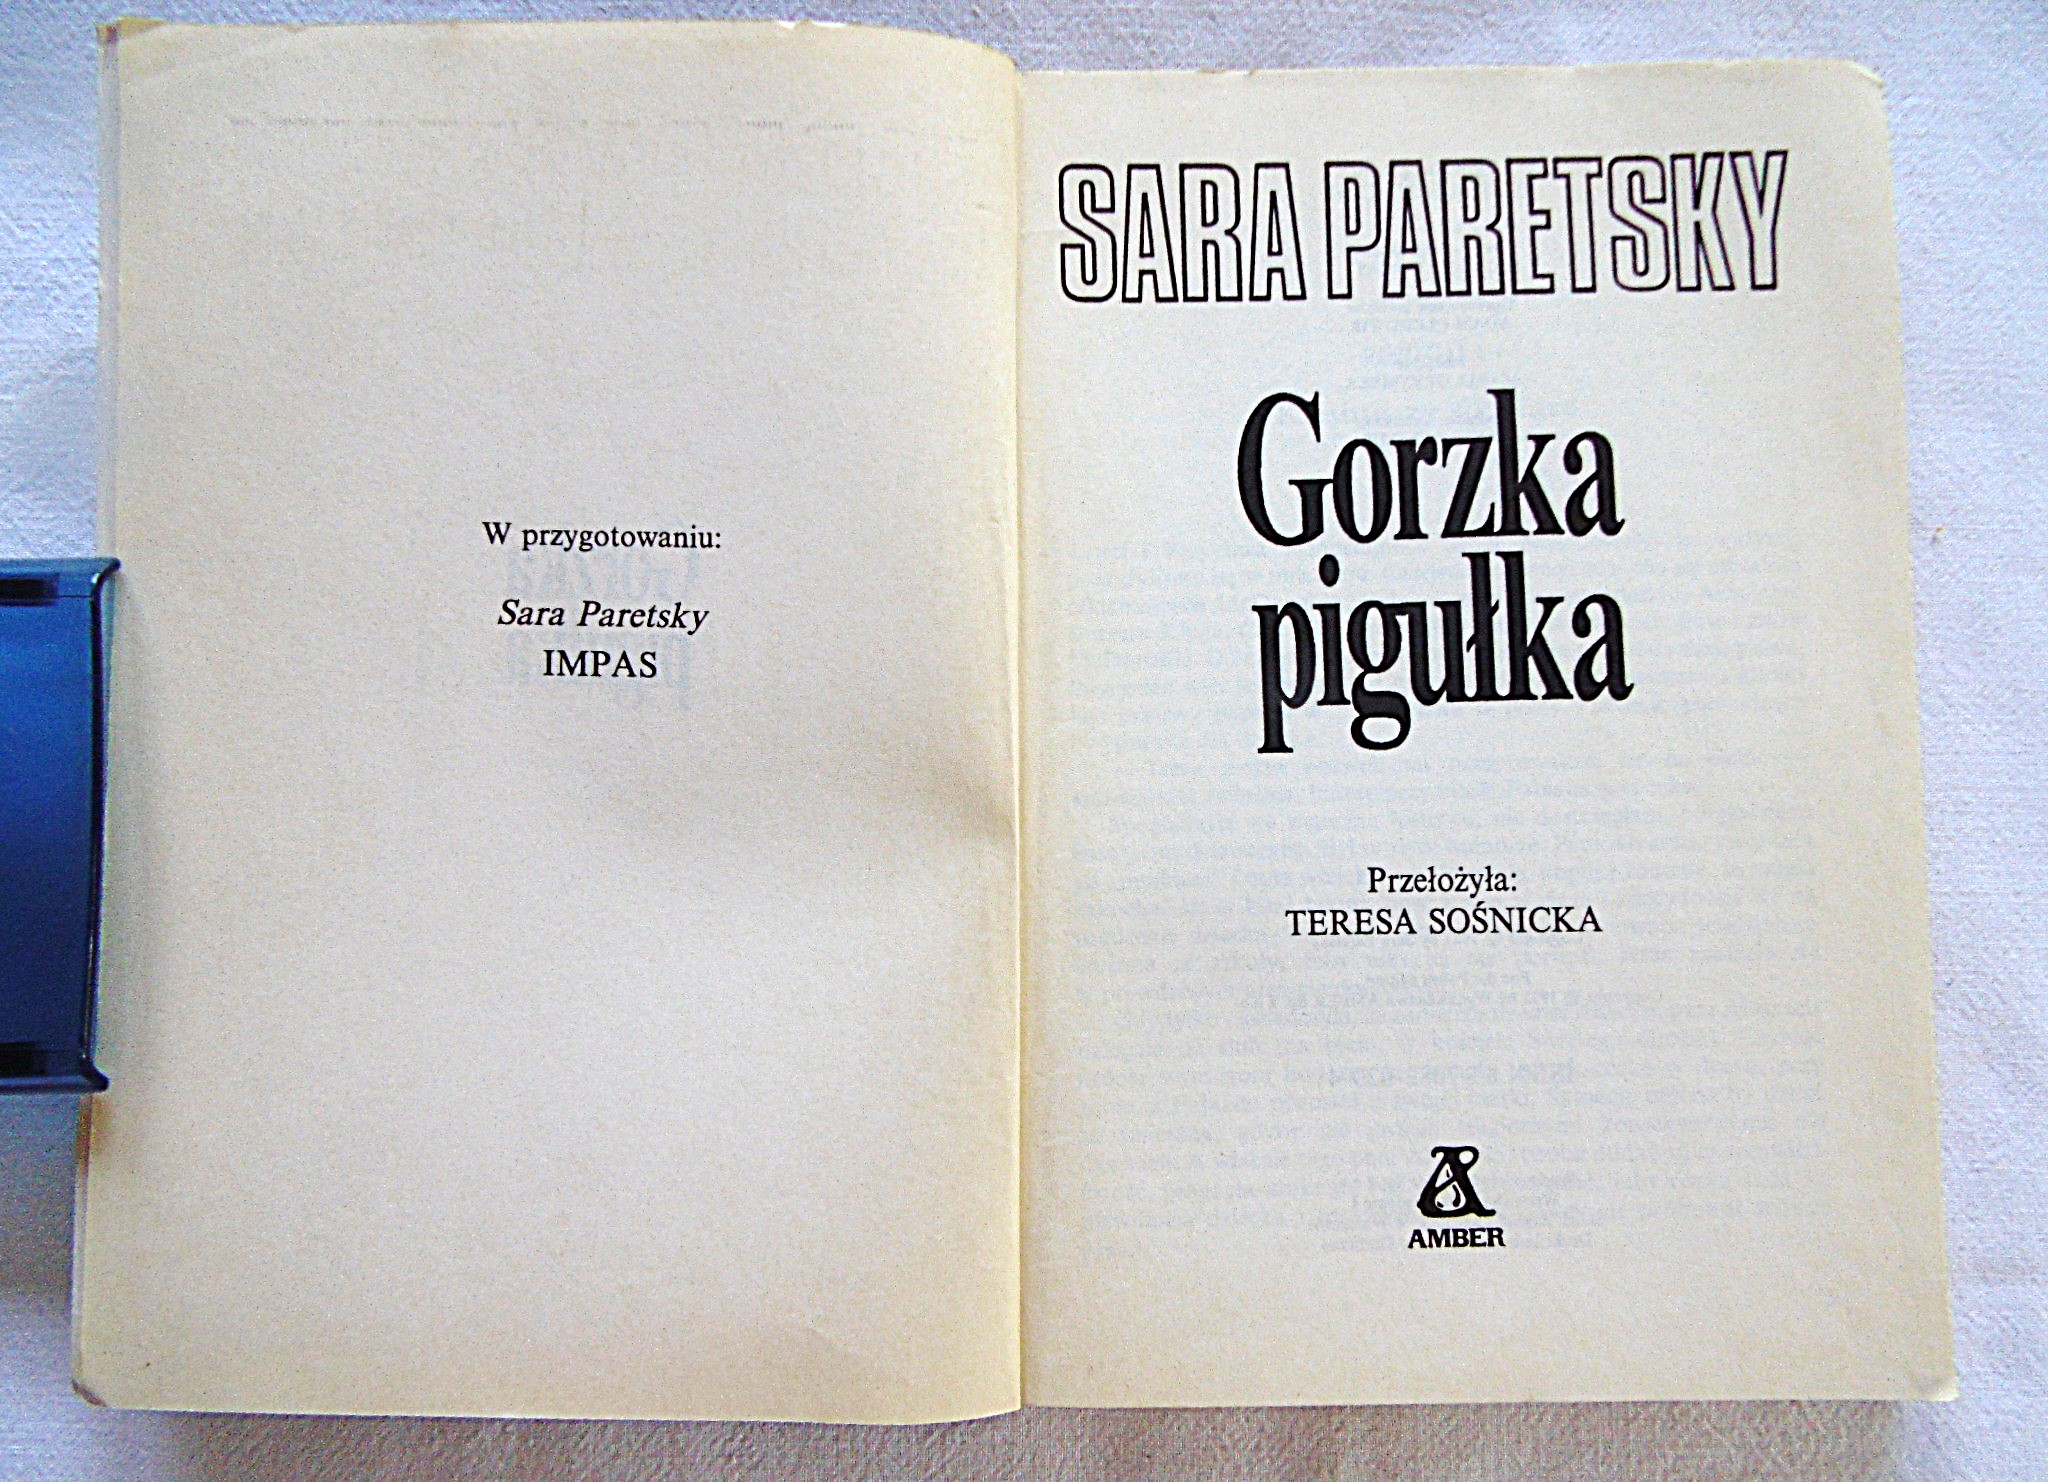 W przygotowaniu:
Sara Paretsky
IMPAS
SARA PARETSKY
Gorzka
pigułka
Przełożyła:
TERESA SOŚNICKA
AMBER